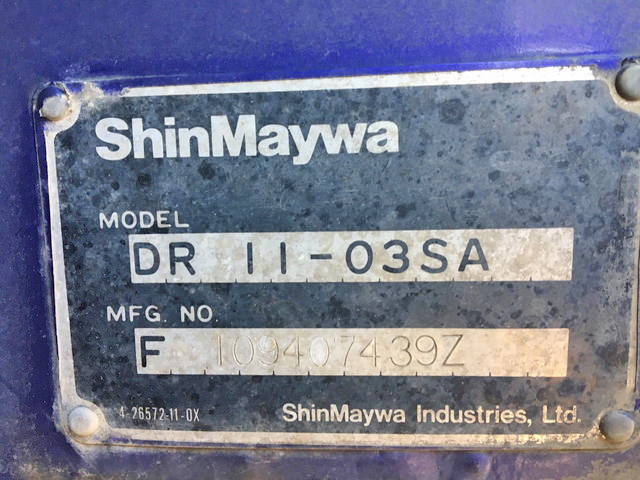 ShinMaywa
MODEL
DR 11-03SA
MFG. NO
F 109407439Z
4-26572-11-0X
ShinMaywa Industries, Ltd.